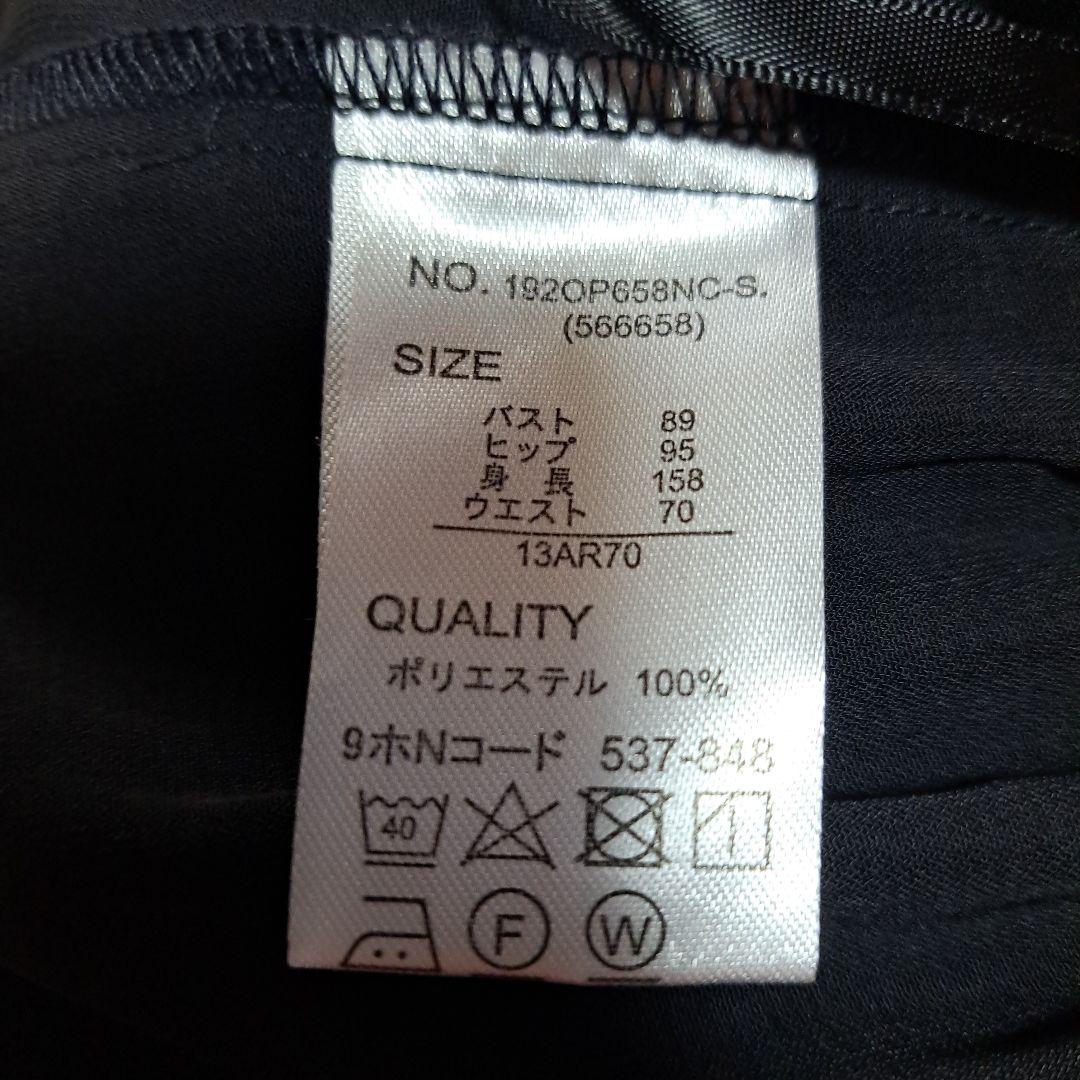 NO. 192OP658NC-S.
(566658)
SIZE
バスト 89
ヒップ 95
身 長 158
ウエスト 70
13AR70
QUALITY
ポリエステル 100%
9ホNコード 537-848
40
F W